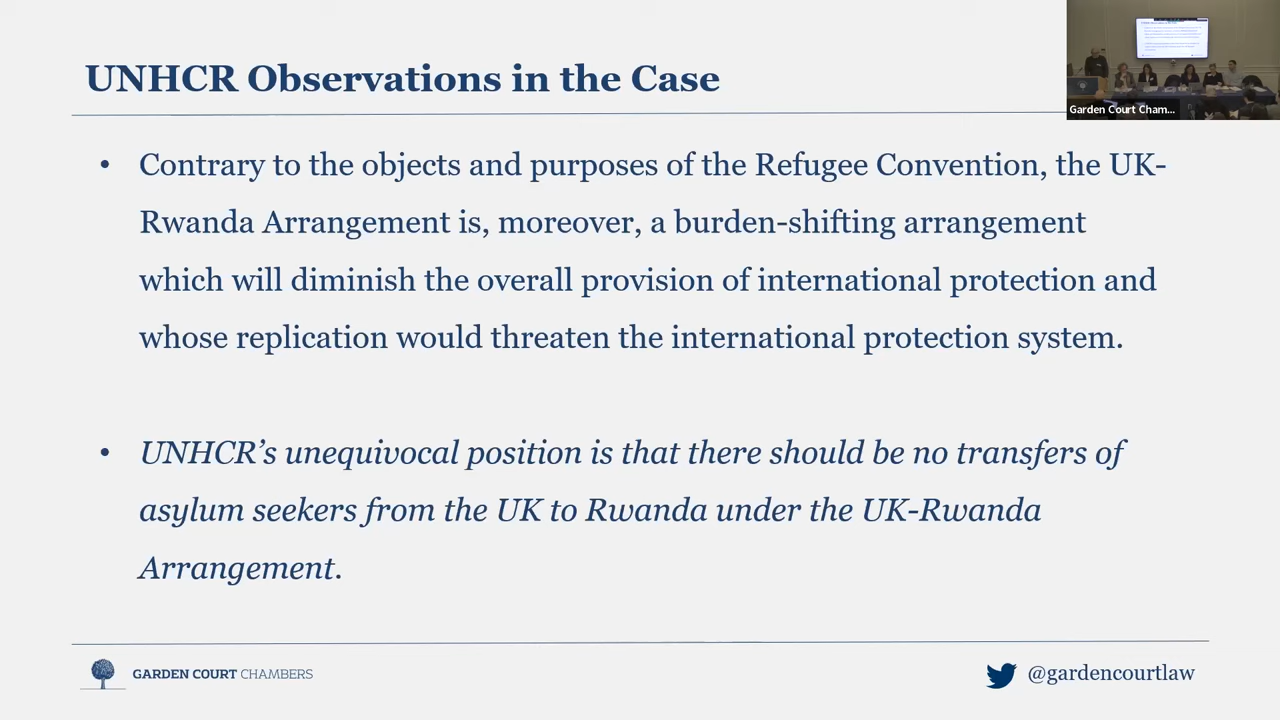 UNHCR Observations in the Case
Garden Court Cham...
• Contrary to the objects and purposes of the Refugee Convention, the UK-
Rwanda Arrangement is, moreover, a burden-shifting arrangement
which will diminish the overall provision of international protection and
whose replication would threaten the international protection system.
• UNHCR’s unequivocal position is that there should be no transfers of
asylum seekers from the UK to Rwanda under the UK-Rwanda
Arrangement.
GARDEN COURT CHAMBERS
@gardencourtlaw